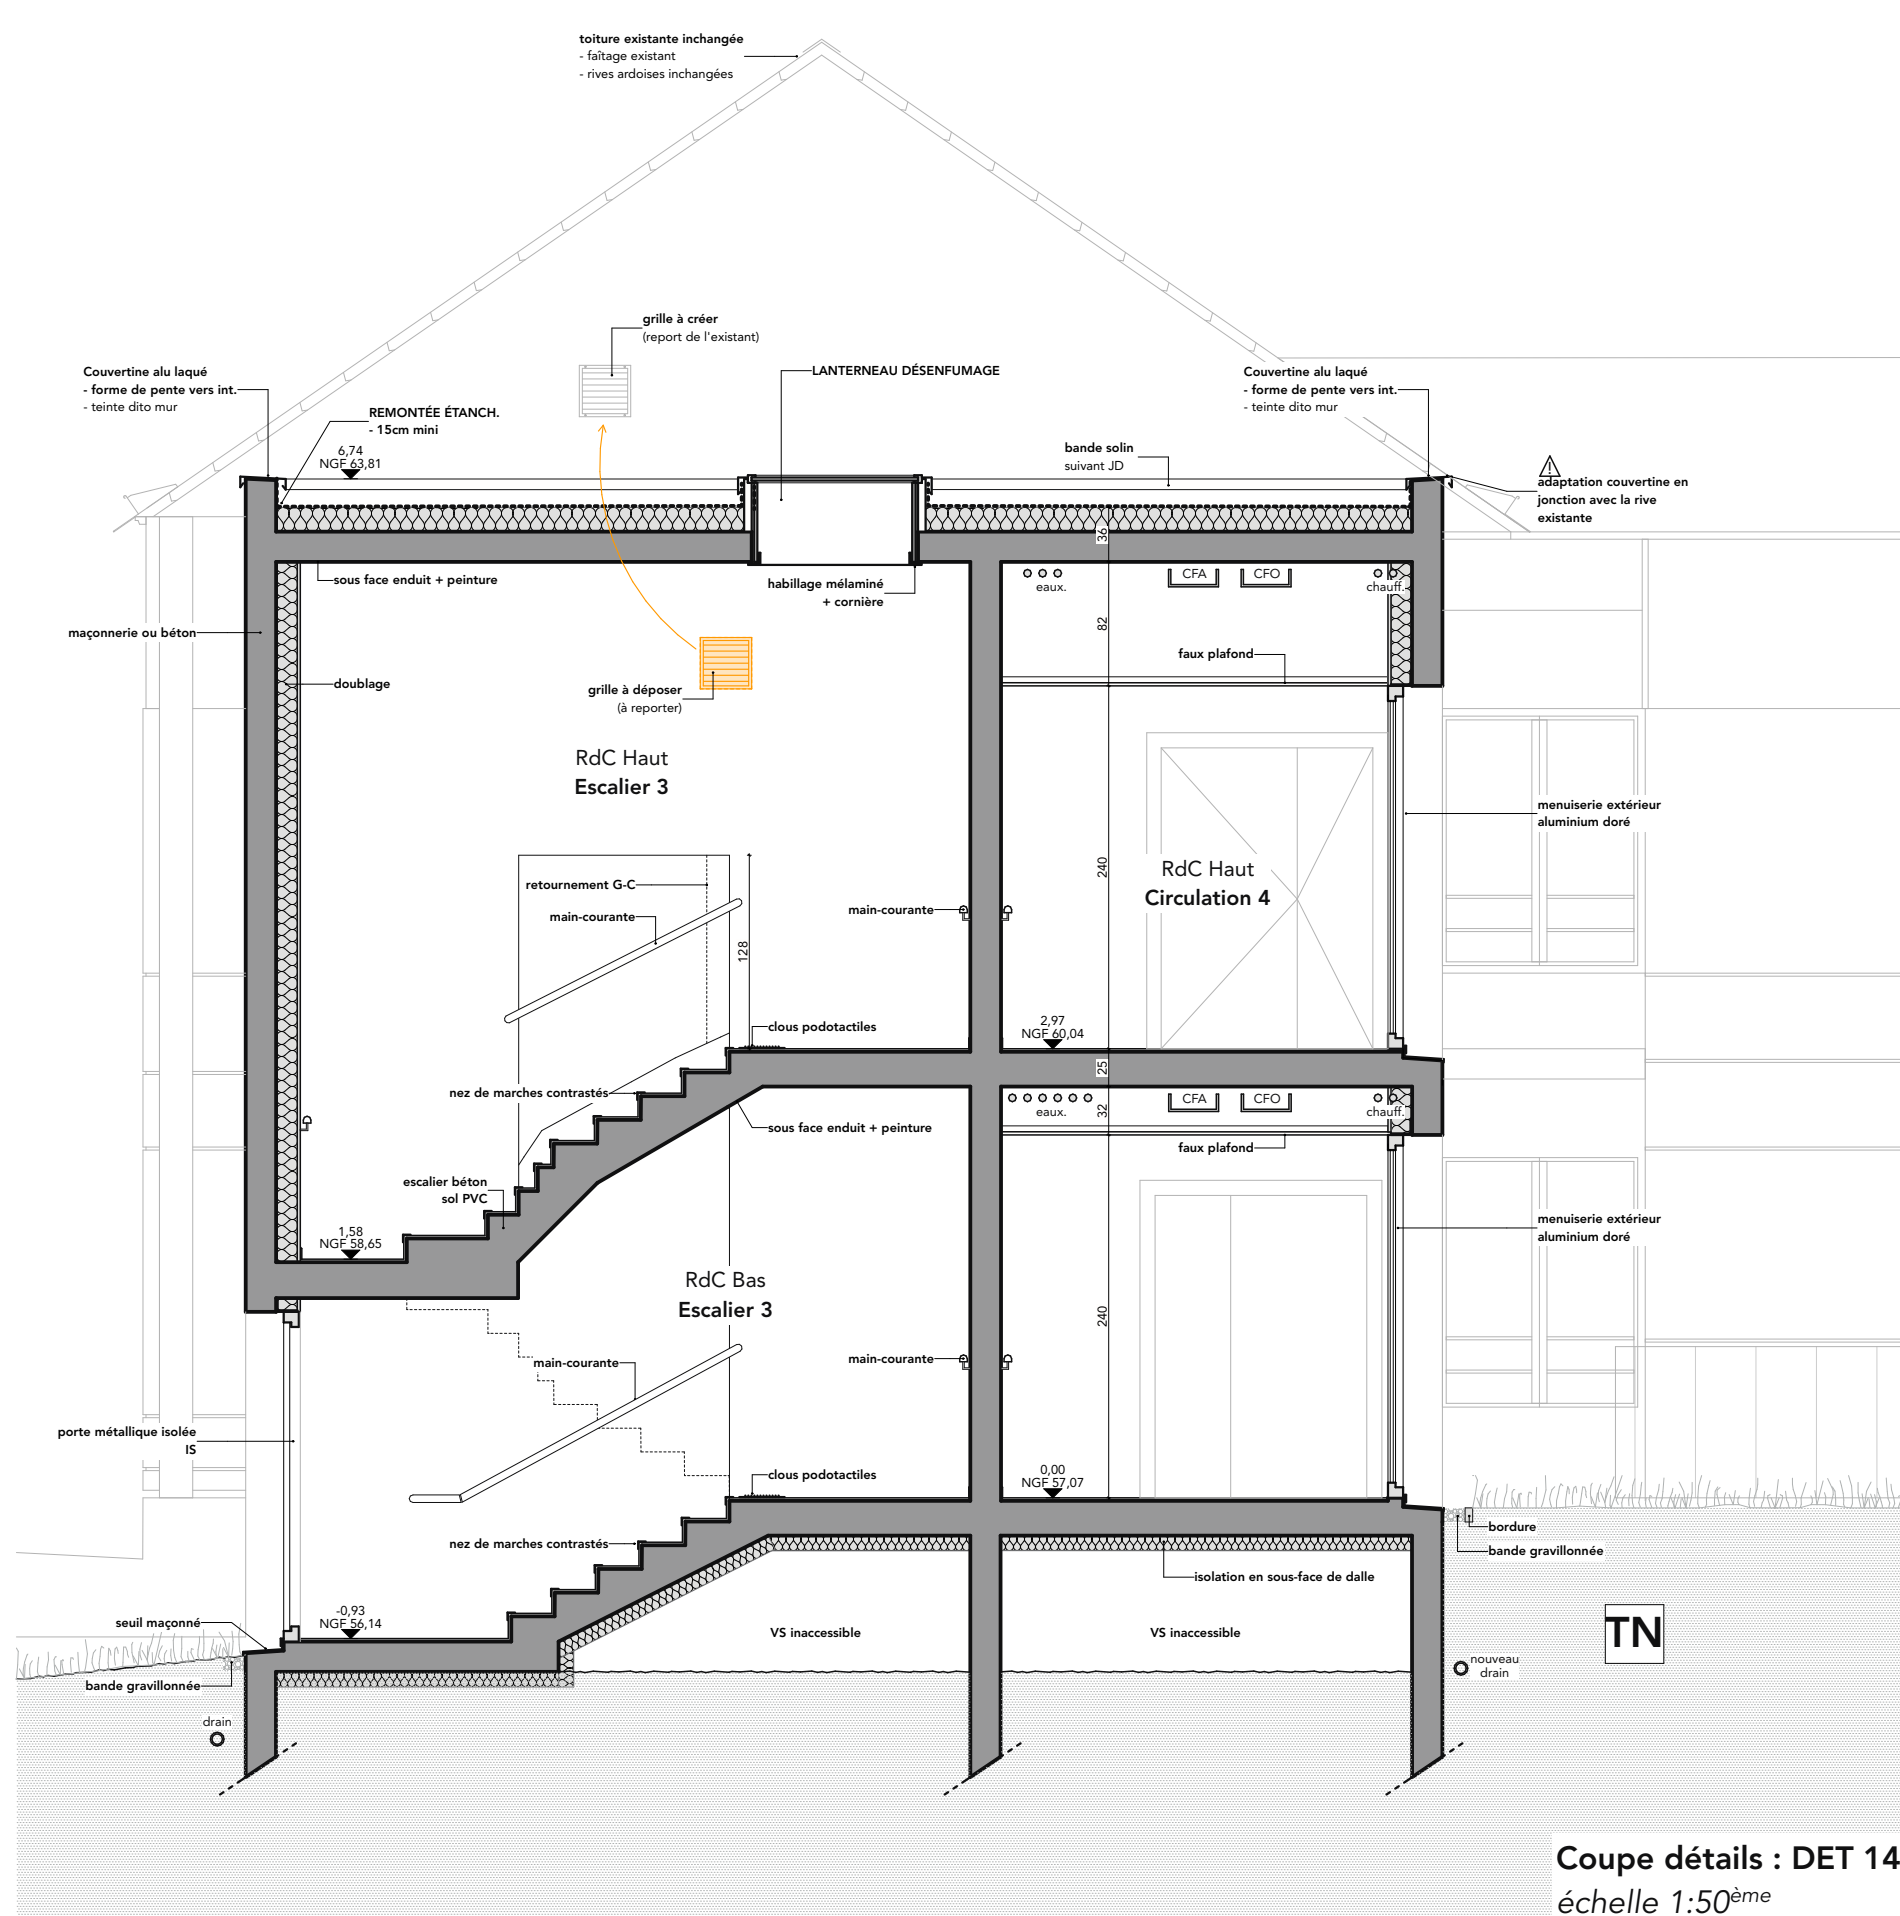 toiture existante inchangée
- faîtage existant
- rives ardoises inchangées
grille à créer
(report de l'existant)
Couvertine alu laqué
- forme de pente vers int.
- teinte dito mur
LANTERNEAU DÉSENFUMAGE
Couvertine alu laqué
- forme de pente vers int.
- teinte dito mur
REMONTÉE ÉTANCH.
- 15cm mini
6,74
NGF 63,81
bande solin
suivant JD
adaptation couvertine en
jonction avec la rive
existante
36
sous face enduit + peinture
habillage mélaminé
+ cornière
eaux.
CFA
CFO
chauff.
maçonnerie ou béton
82
faux plafond
doublage
grille à déposer
(à reporter)
RdC Haut
Escalier 3
menuiserie extérieur
aluminium doré
240
RdC Haut
Circulation 4
retournement G-C
main-courante
main-courante
128
clous podotactiles
2,97
NGF 60,04
25
nez de marches contrastés
eaux.
CFA
CFO
chauff.
32
sous face enduit + peinture
faux plafond
escalier béton
sol PVC
1,58
NGF 58,65
menuiserie extérieur
aluminium doré
RdC Bas
Escalier 3
240
main-courante
main-courante
porte métallique isolée
IS
clous podotactiles
0,00
NGF 57,07
bordure
nez de marches contrastés
bande gravillonnée
isolation en sous-face de dalle
-0,93
NGF 56,14
seuil maçonné
VS inaccessible
VS inaccessible
TN
nouveau
drain
bande gravillonnée
drain
Coupe détails : DET 14
échelle 1:50ème